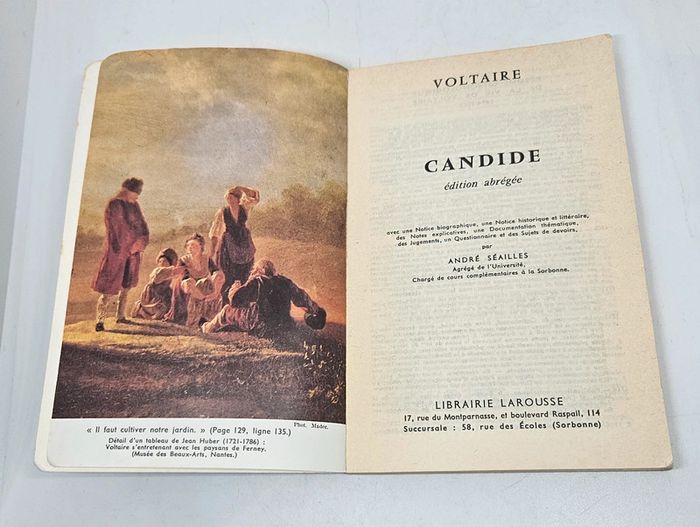 Phot. Mader.
« Il faut cultiver notre jardin. » (Page 129, ligne 135.)
Détail d'un tableau de Jean Huber (1721-1786) :
Voltaire s'entretenant avec les paysans de Ferney.
(Musée des Beaux-Arts, Nantes.)
VOLTAIRE
CANDIDE
édition abrégée
avec une Notice biographique, une Notice historique et littéraire,
des Notes explicatives, une Documentation thématique,
des Jugements, un Questionnaire et des Sujets de devoirs,
par
ANDRÉ SÉAILLES
Agrégé de l'Université,
Chargé de cours complémentaires à la Sorbonne.
LIBRAIRIE LAROUSSE
17, rue du Montparnasse, et boulevard Raspail, 114
Succursale : 58, rue des Écoles (Sorbonne)